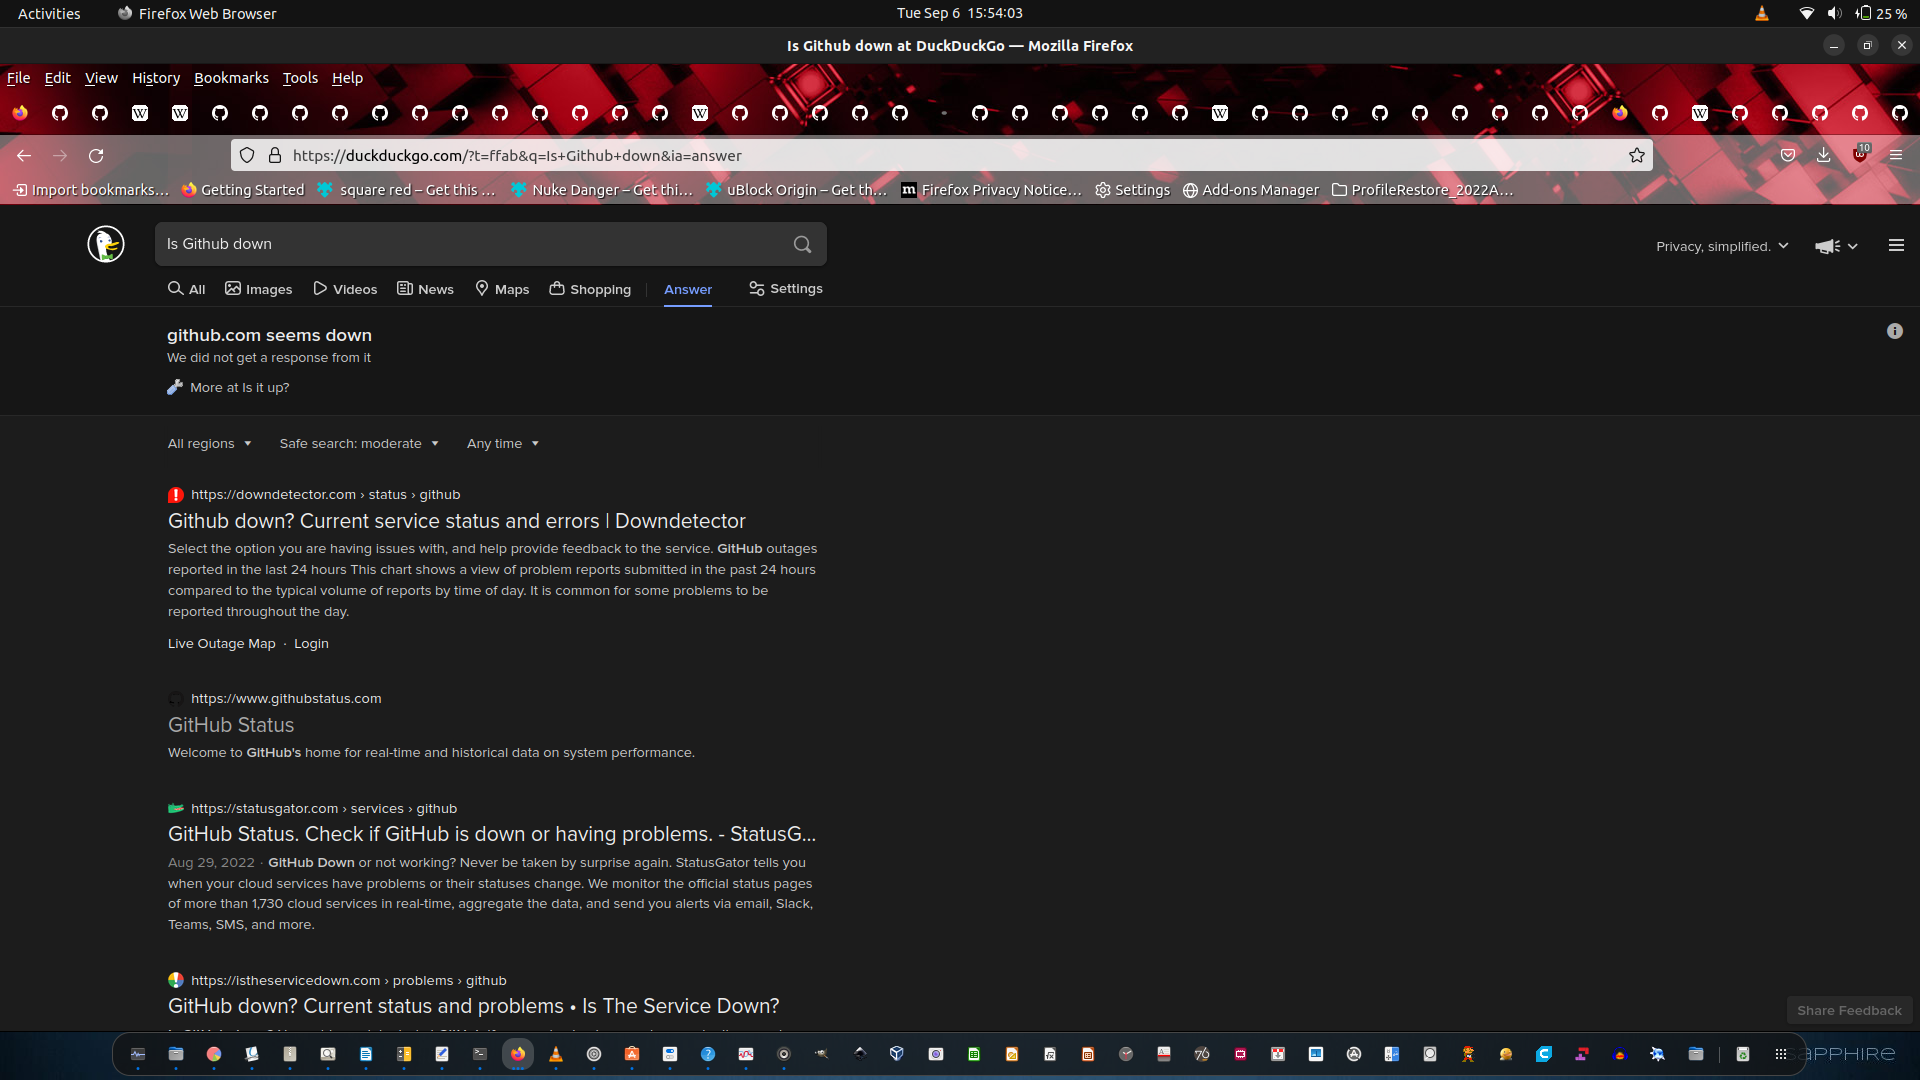 Activities
Firefox Web Browser
Tue Sep 6 15:54:03
25 %
Is Github down at DuckDuckGo — Mozilla Firefox
File Edit View History Bookmarks Tools Help
https://duckduckgo.com/?t=ffab&q=Is+Github+down&ia=answer
10
Import bookmarks… Getting Started square red – Get this … Nuke Danger – Get thi… uBlock Origin – Get th… Firefox Privacy Notice… Settings Add-ons Manager ProfileRestore_2022A…
Is Github down
Privacy, simplified.
All Images Videos News Maps Shopping Answer Settings
github.com seems down
We did not get a response from it
More at Is it up?
All regions Safe search: moderate Any time
https://downdetector.com › status › github
Github down? Current service status and errors | Downdetector
Select the option you are having issues with, and help provide feedback to the service. GitHub outages
reported in the last 24 hours This chart shows a view of problem reports submitted in the past 24 hours
compared to the typical volume of reports by time of day. It is common for some problems to be
reported throughout the day.
Live Outage Map · Login
https://www.githubstatus.com
GitHub Status
Welcome to GitHub's home for real-time and historical data on system performance.
https://statusgator.com › services › github
GitHub Status. Check if GitHub is down or having problems. - StatusG...
Aug 29, 2022 · GitHub Down or not working? Never be taken by surprise again. StatusGator tells you
when your cloud services have problems or their statuses change. We monitor the official status pages
of more than 1,730 cloud services in real-time, aggregate the data, and send you alerts via email, Slack,
Teams, SMS, and more.
https://istheservicedown.com › problems › github
GitHub down? Current status and problems • Is The Service Down?
Share Feedback
76
SAPPHIRE